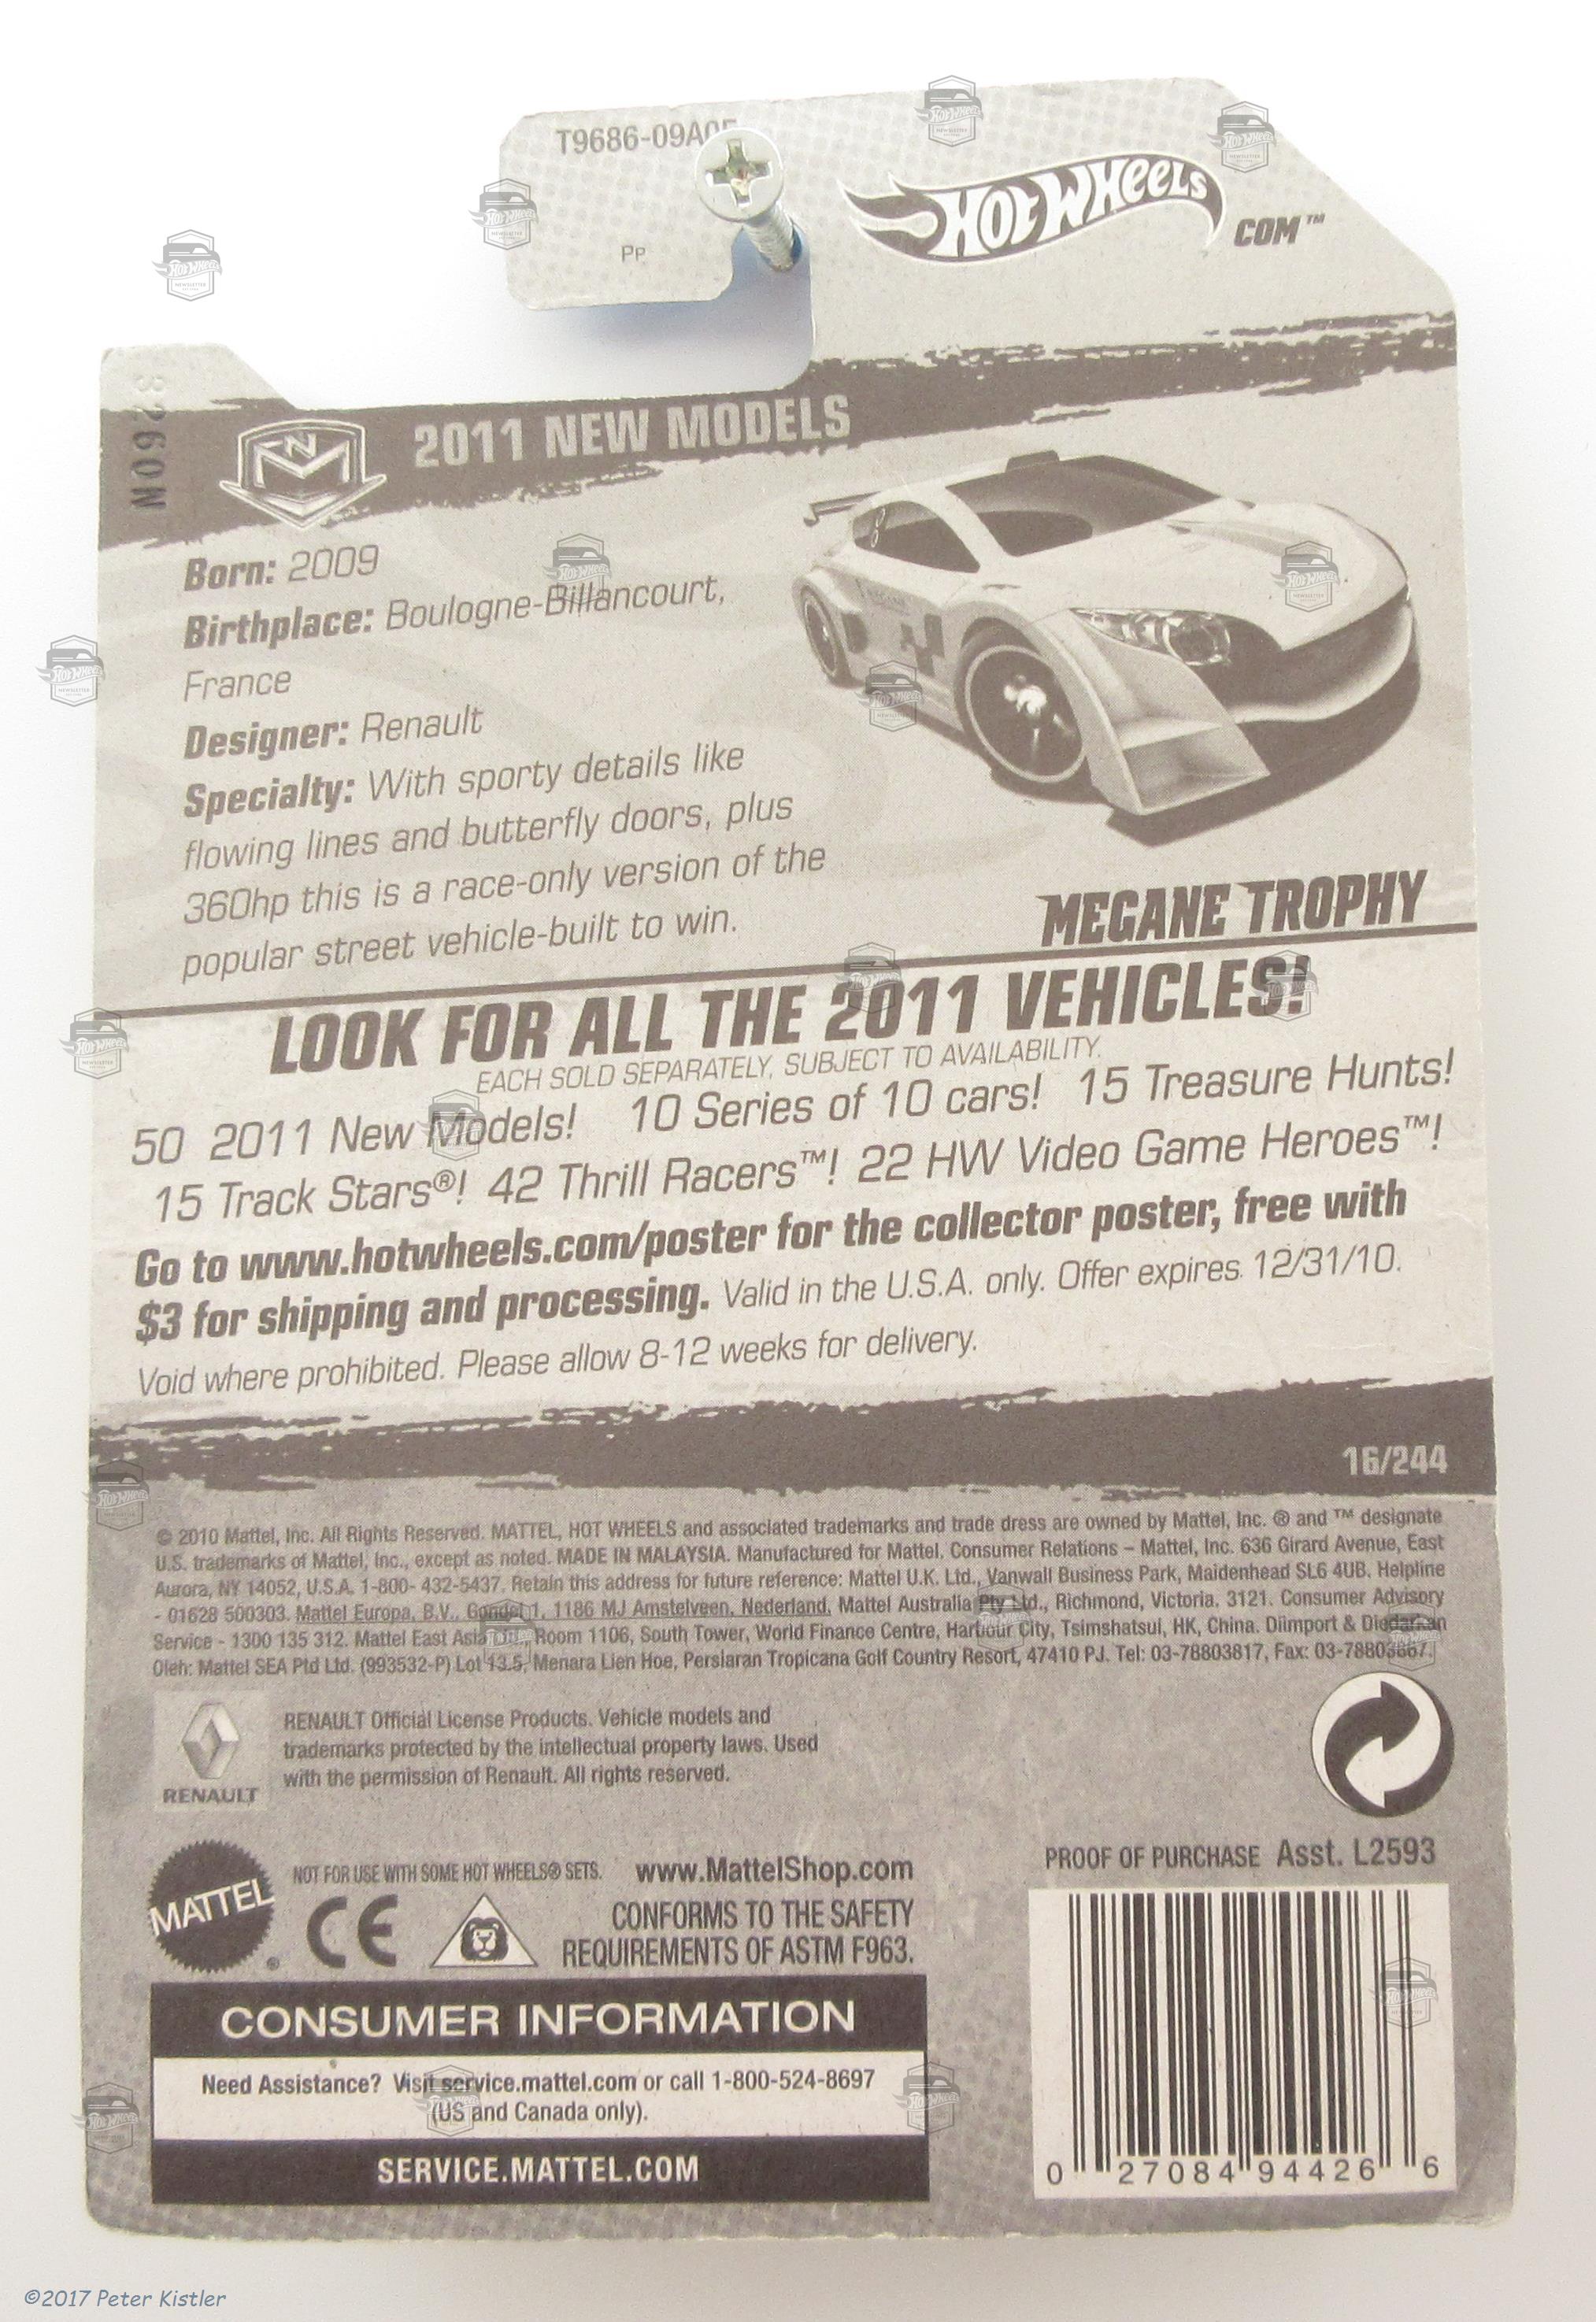 T9686-09A0
Pp
HOT WHEELS
COM™
3260N
NM
2011 NEW MODELS
Born: 2009
Birthplace: Boulogne-Billancourt,
France
Designer: Renault
Specialty: With sporty details like
flowing lines and butterfly doors, plus
360hp this is a race-only version of the
popular street vehicle-built to win.
MEGANE TROPHY
LOOK FOR ALL THE 2011 VEHICLES!
EACH SOLD SEPARATELY, SUBJECT TO AVAILABILITY.
50 2011 New Models! 10 Series of 10 cars! 15 Treasure Hunts!
15 Track Stars®! 42 Thrill Racers™! 22 HW Video Game Heroes™!
Go to www.hotwheels.com/poster for the collector poster, free with
$3 for shipping and processing. Valid in the U.S.A. only. Offer expires 12/31/10.
Void where prohibited. Please allow 8-12 weeks for delivery.
16/244
© 2010 Mattel, Inc. All Rights Reserved. MATTEL, HOT WHEELS and associated trademarks and trade dress are owned by Mattel, Inc. ® and ™ designate
U.S. trademarks of Mattel, Inc., except as noted. MADE IN MALAYSIA. Manufactured for Mattel. Consumer Relations – Mattel, Inc. 636 Girard Avenue, East
Aurora, NY 14052, U.S.A. 1-800- 432-5437. Retain this address for future reference: Mattel U.K. Ltd., Vanwall Business Park, Maidenhead SL6 4UB. Helpline
- 01628 500303. Mattel Europa, B.V., Gondel 1, 1186 MJ Amstelveen, Nederland. Mattel Australia Pty Ltd., Richmond, Victoria. 3121. Consumer Advisory
Service - 1300 135 312. Mattel East Asia Ltd., Room 1106, South Tower, World Finance Centre, Harbour City, Tsimshatsui, HK, China. Diimport & Diedarkan
Oleh: Mattel SEA Ptd Ltd. (993532-P) Lot 13.5, Menara Lien Hoe, Persiaran Tropicana Golf Country Resort, 47410 PJ. Tel: 03-78803817, Fax: 03-78803867.
RENAULT
RENAULT Official License Products. Vehicle models and
trademarks protected by the intellectual property laws. Used
with the permission of Renault. All rights reserved.
MATTEL
NOT FOR USE WITH SOME HOT WHEELS® SETS. www.MattelShop.com
CE
CONFORMS TO THE SAFETY
REQUIREMENTS OF ASTM F963.
PROOF OF PURCHASE Asst. L2593
CONSUMER INFORMATION
Need Assistance? Visit service.mattel.com or call 1-800-524-8697
(US and Canada only).
SERVICE.MATTEL.COM
0 27084 94426 6
©2017 Peter Kistler